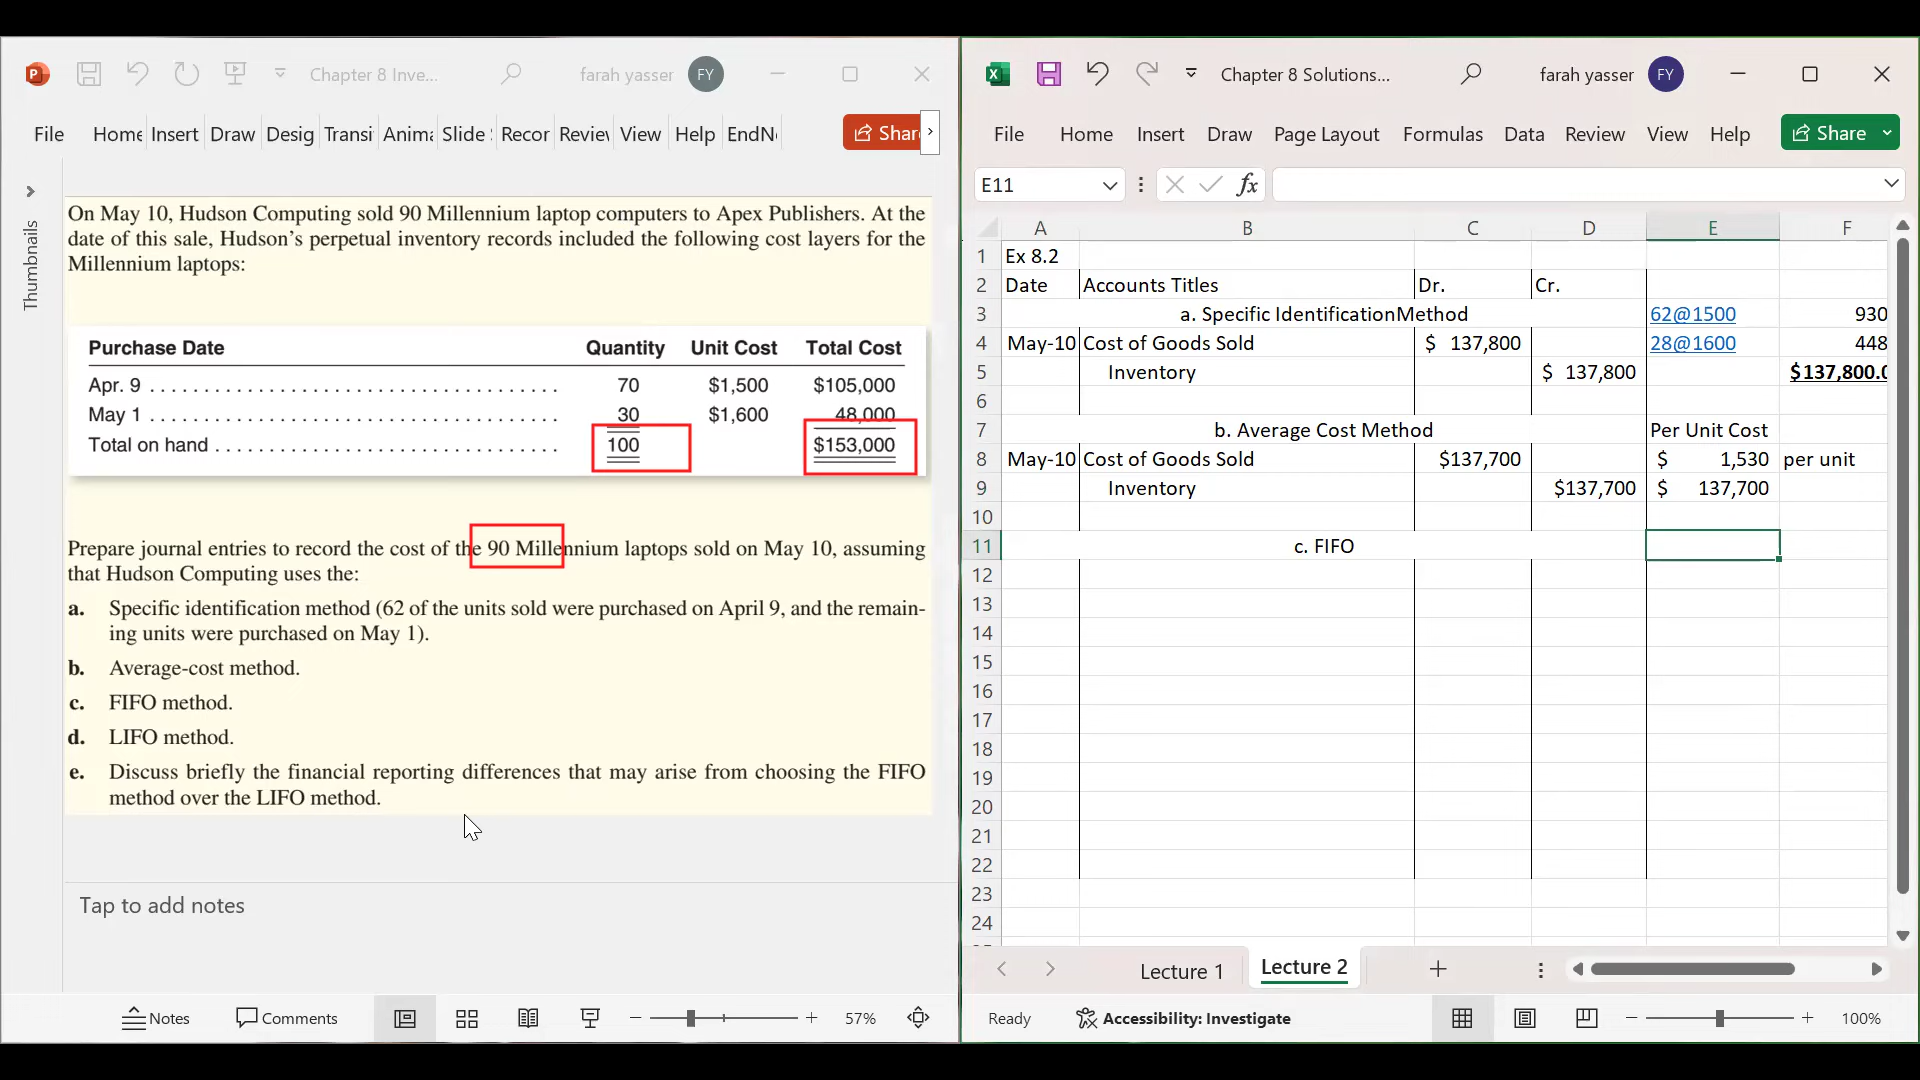 Chapter 8 Inve...
farah yasser
FY
File Home Insert Draw Desig Transi Anima Slide Recor Review View Help EndN
Shar
Thumbnails
On May 10, Hudson Computing sold 90 Millennium laptop computers to Apex Publishers. At the
date of this sale, Hudson's perpetual inventory records included the following cost layers for the
Millennium laptops:
Purchase Date Quantity Unit Cost Total Cost
Apr. 9 70 $1,500 $105,000
May 1 30 $1,600 48,000
Total on hand 100 $153,000
Prepare journal entries to record the cost of the 90 Millennium laptops sold on May 10, assuming
that Hudson Computing uses the:
a. Specific identification method (62 of the units sold were purchased on April 9, and the remain-
ing units were purchased on May 1).
b. Average-cost method.
c. FIFO method.
d. LIFO method.
e. Discuss briefly the financial reporting differences that may arise from choosing the FIFO
method over the LIFO method.
Tap to add notes
Notes Comments 57%
Chapter 8 Solutions...
farah yasser
FY
File Home Insert Draw Page Layout Formulas Data Review View Help
Share
E11
fx
A B C D E F
1 Ex 8.2
2 Date Accounts Titles Dr. Cr.
3 a. Specific IdentificationMethod 62@1500 930
4 May-10 Cost of Goods Sold $ 137,800 28@1600 448
5 Inventory $ 137,800 $137,800.0
6
7 b. Average Cost Method Per Unit Cost
8 May-10 Cost of Goods Sold $137,700 $ 1,530 per unit
9 Inventory $137,700 $ 137,700
10
11 c. FIFO
12
13
14
15
16
17
18
19
20
21
22
23
24
Lecture 1 Lecture 2
Ready Accessibility: Investigate 100%